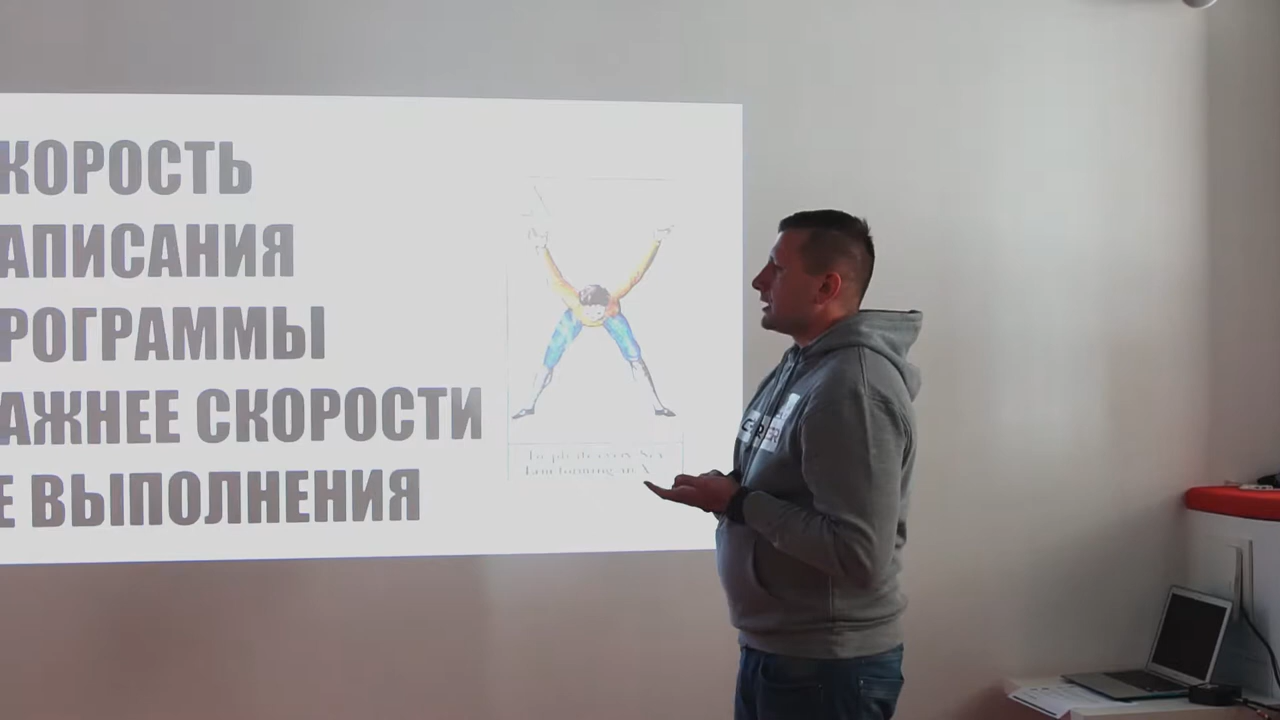 КОРОСТЬ
АПИСАНИЯ
РОГРАММЫ
АЖНЕЕ СКОРОСТИ
Е ВЫПОЛНЕНИЯ